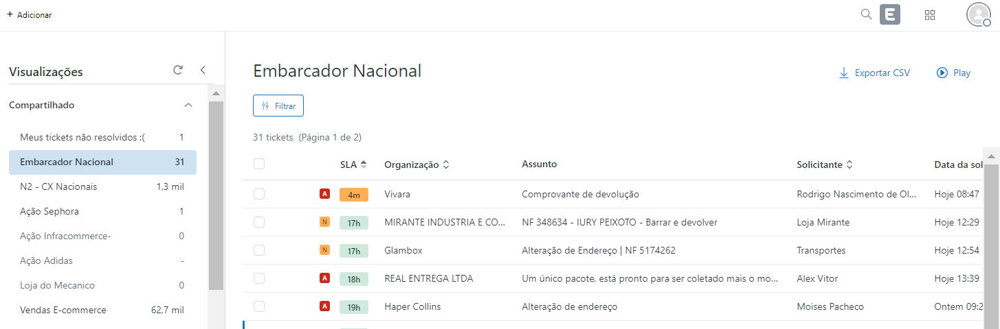 + Adicionar
E
Visualizações
Compartilhado
Meus tickets não resolvidos :( 1
Embarcador Nacional 31
N2 - CX Nacionais 1,3 mil
Ação Sephora 1
Ação Infracommerce- 0
Ação Adidas -
Loja do Mecanico 0
Vendas E-commerce 62,7 mil
Embarcador Nacional
Exportar CSV Play
Filtrar
31 tickets (Página 1 de 2)
SLA Organização Assunto Solicitante Data da sol
A 4m Vivara Comprovante de devolução Rodrigo Nascimento de Ol... Hoje 08:47
N 17h MIRANTE INDUSTRIA E CO... NF 348634 - IURY PEIXOTO - Barrar e devolver Loja Mirante Hoje 12:29
N 17h Glambox Alteração de Endereço | NF 5174262 Transportes Hoje 12:54
A 18h REAL ENTREGA LTDA Um único pacote, está pronto para ser coletado mais o mo... Alex Vitor Hoje 13:39
A 19h Haper Collins Alteração de endereço Moises Pacheco Ontem 09:2